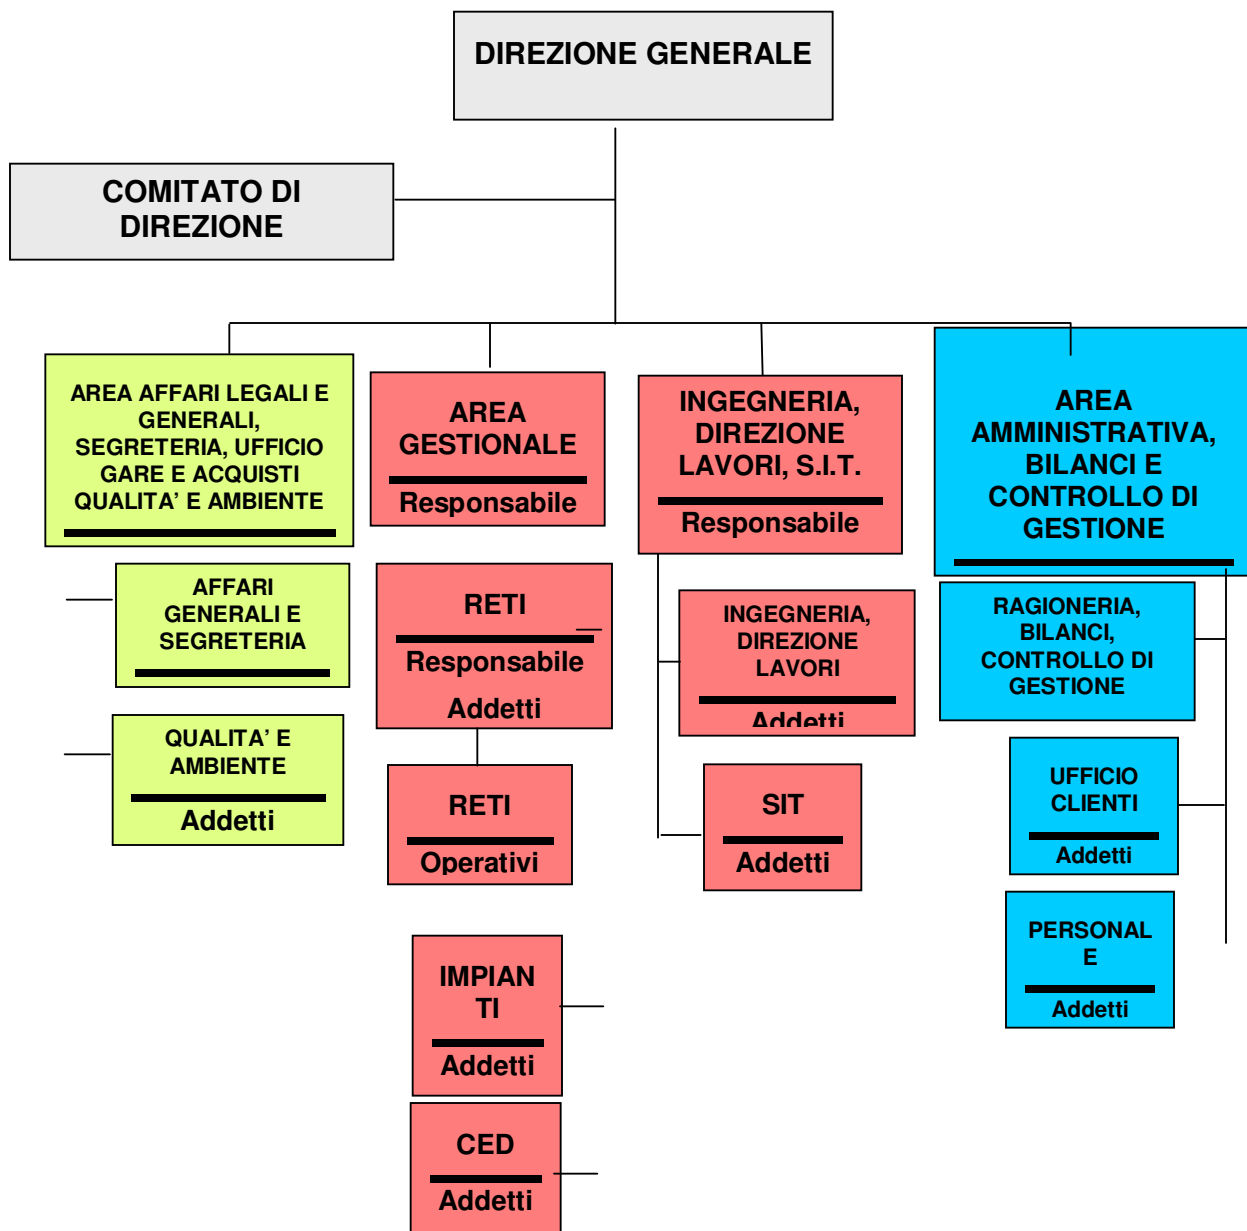 DIREZIONE GENERALE
COMITATO DI
DIREZIONE
AREA AFFARI LEGALI E
GENERALI,
SEGRETERIA, UFFICIO
GARE E ACQUISTI
QUALITA’ E AMBIENTE
AFFARI
GENERALI E
SEGRETERIA
QUALITA’ E
AMBIENTE
Addetti
AREA
GESTIONALE
Responsabile
RETI
Responsabile
Addetti
RETI
Operativi
IMPIAN
TI
Addetti
CED
Addetti
INGEGNERIA,
DIREZIONE
LAVORI, S.I.T.
Responsabile
INGEGNERIA,
DIREZIONE
LAVORI
Addetti
SIT
Addetti
AREA
AMMINISTRATIVA,
BILANCI E
CONTROLLO DI
GESTIONE
RAGIONERIA,
BILANCI,
CONTROLLO DI
GESTIONE
UFFICIO
CLIENTI
Addetti
PERSONAL
E
Addetti